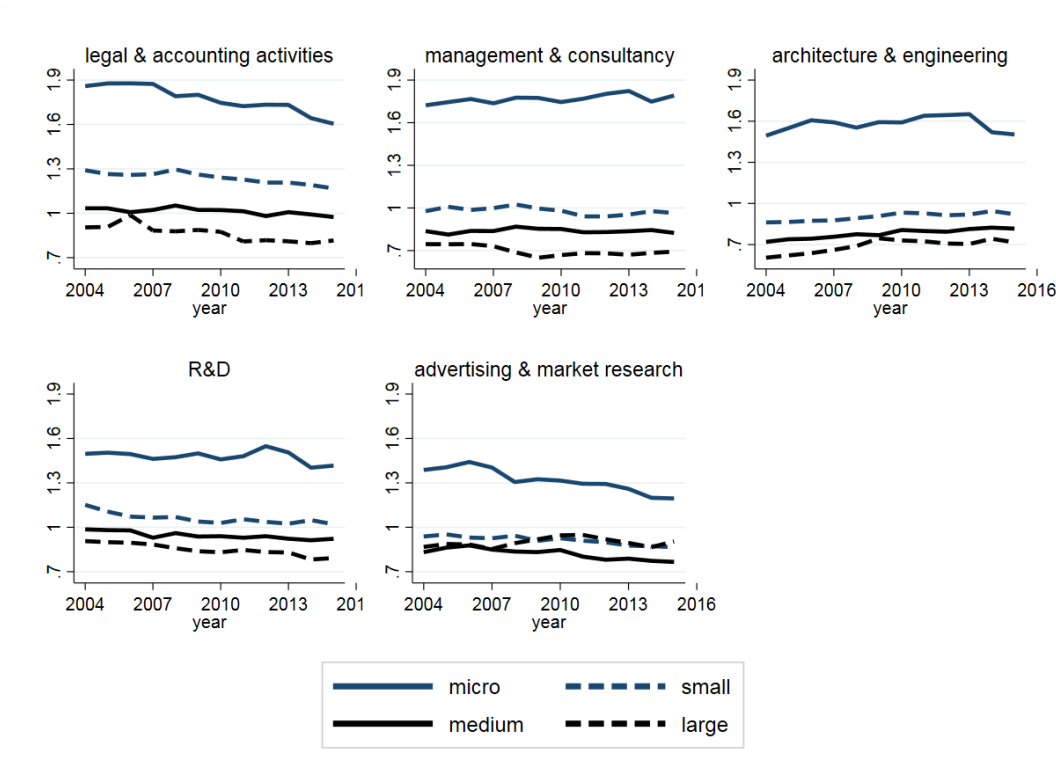 legal & accounting activities
1.9
1.6
1.3
1
.7
2004 2007 2010 2013 201
year
management & consultancy
1.9
1.6
1.3
1
.7
2004 2007 2010 2013 201
year
architecture & engineering
1.9
1.6
1.3
1
.7
2004 2007 2010 2013 2016
year
R&D
1.9
1.6
1.3
1
.7
2004 2007 2010 2013 201
year
advertising & market research
1.9
1.6
1.3
1
.7
2004 2007 2010 2013 2016
year
micro small
medium large